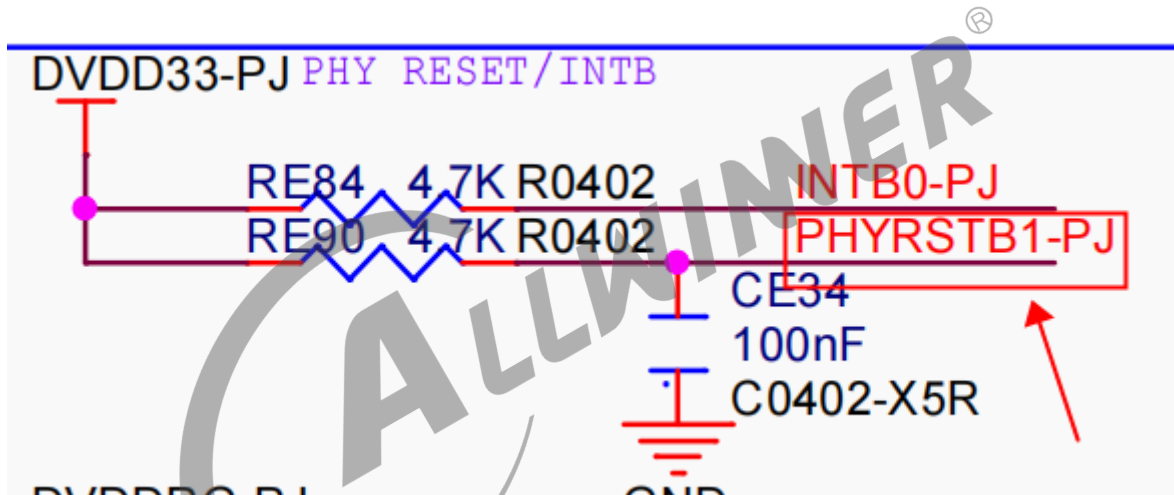 DVDD33-PJ PHY RESET/INTB
RE84 4.7K R0402 INTB0-PJ
RE90 4.7K R0402 PHYRSTB1-PJ
CE34
100nF
C0402-X5R
ALLWINNER®